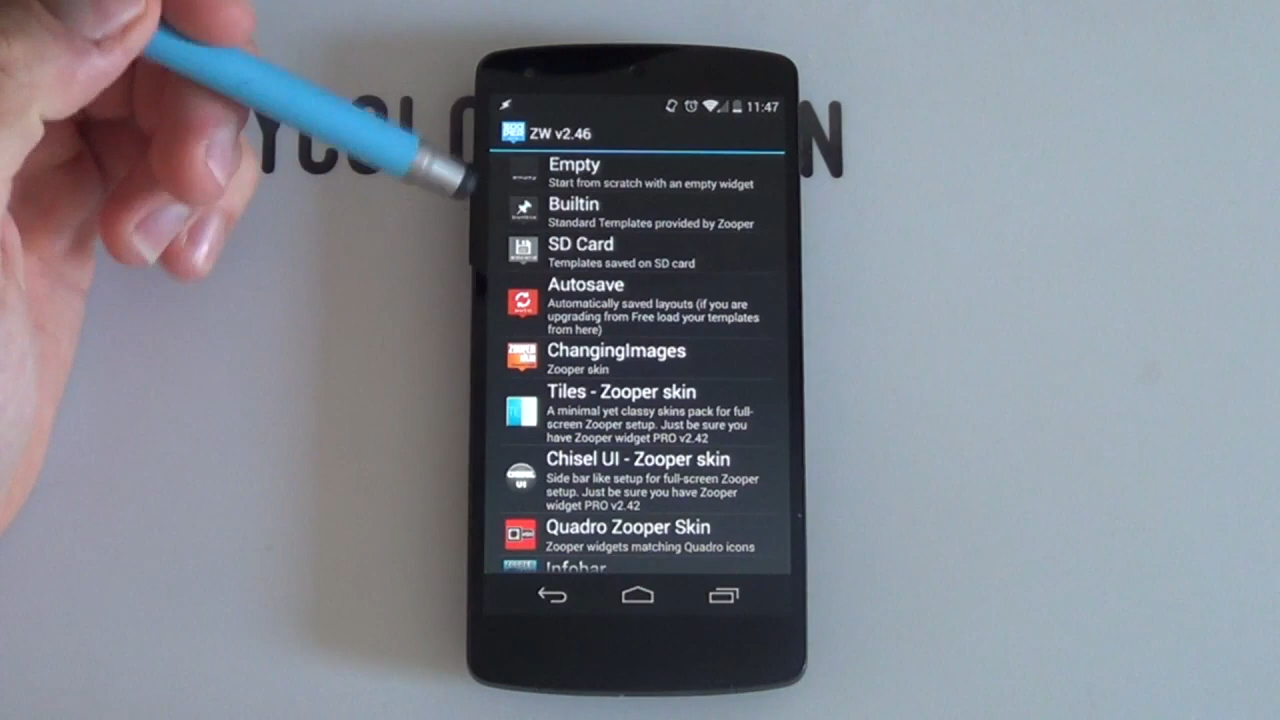 11:47
ZW v2.46
Empty
Start from scratch with an empty widget
Builtin
Standard Templates provided by Zooper
SD Card
Templates saved on SD card
Autosave
Automatically saved layouts (if you are
upgrading from Free load your templates
from here)
ChangingImages
Zooper skin
Tiles - Zooper skin
A minimal yet classy skins pack for full-
screen Zooper setup. Just be sure you
have Zooper widget PRO v2.42
Chisel UI - Zooper skin
Side bar like setup for full-screen Zooper
setup. Just be sure you have Zooper
widget PRO v2.42
Quadro Zooper Skin
Zooper widgets matching Quadro icons
Infobar